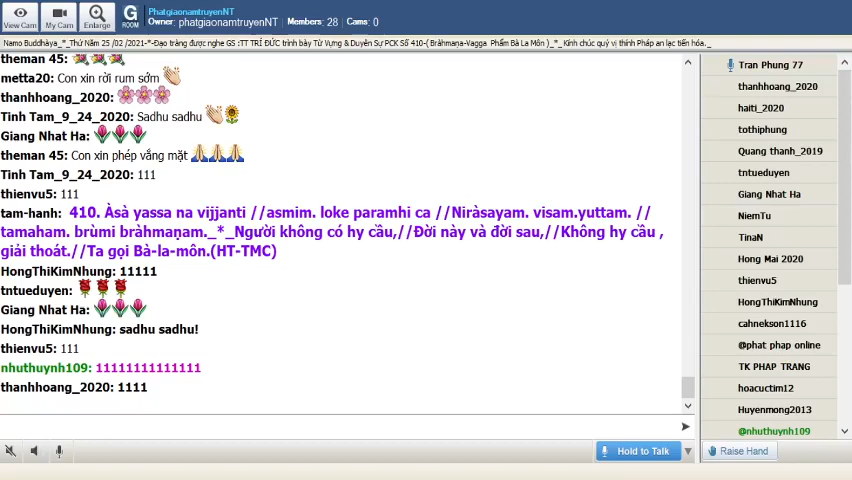 View Cam
My Cam
Enlarge
G
ROOM
PhatgiaonamtruyenNT
Owner: phatgiaonamtruyenNT Members: 28 Cams: 0
Namo Buddhàya_*_Thứ Năm 25 /02 /2021-*-Đạo tràng được nghe GS :TT TRÍ ĐỨC trình bày Từ Vựng & Duyên Sự PCK Số 410-( Bràhmaṇa-Vagga Phẩm Bà La Môn )_*_ Kính chúc quý vị thính Pháp an lạc tiến hóa._
theman 45:
metta20: Con xin rời rum sớm
thanhhoang_2020:
Tinh Tam_9_24_2020: Sadhu sadhu
Giang Nhat Ha:
theman 45: Con xin phép vắng mặt
Tinh Tam_9_24_2020: 111
thienvu5: 111
tam-hanh: 410. Àsà yassa na vijjanti //asmim. loke paramhi ca //Niràsayam. visam.yuttam. //
tamaham. brùmi bràhmaṇam._*_Người không có hy cầu,//Đời này và đời sau,//Không hy cầu ,
giải thoát.//Ta gọi Bà-la-môn.(HT-TMC)
HongThiKimNhung: 11111
tntueduyen:
Giang Nhat Ha:
HongThiKimNhung: sadhu sadhu!
thienvu5: 111
nhuthuynh109: 11111111111111
thanhhoang_2020: 1111
Hold to Talk
Tran Phung 77
thanhhoang_2020
haiti_2020
tothiphung
Quang thanh_2019
tntueduyen
Giang Nhat Ha
NiemTu
TinaN
Hong Mai 2020
thienvu5
HongThiKimNhung
cahnekson1116
@phat phap online
TK PHAP TRANG
hoacuctim12
Huyenmong2013
@nhuthuynh109
Raise Hand